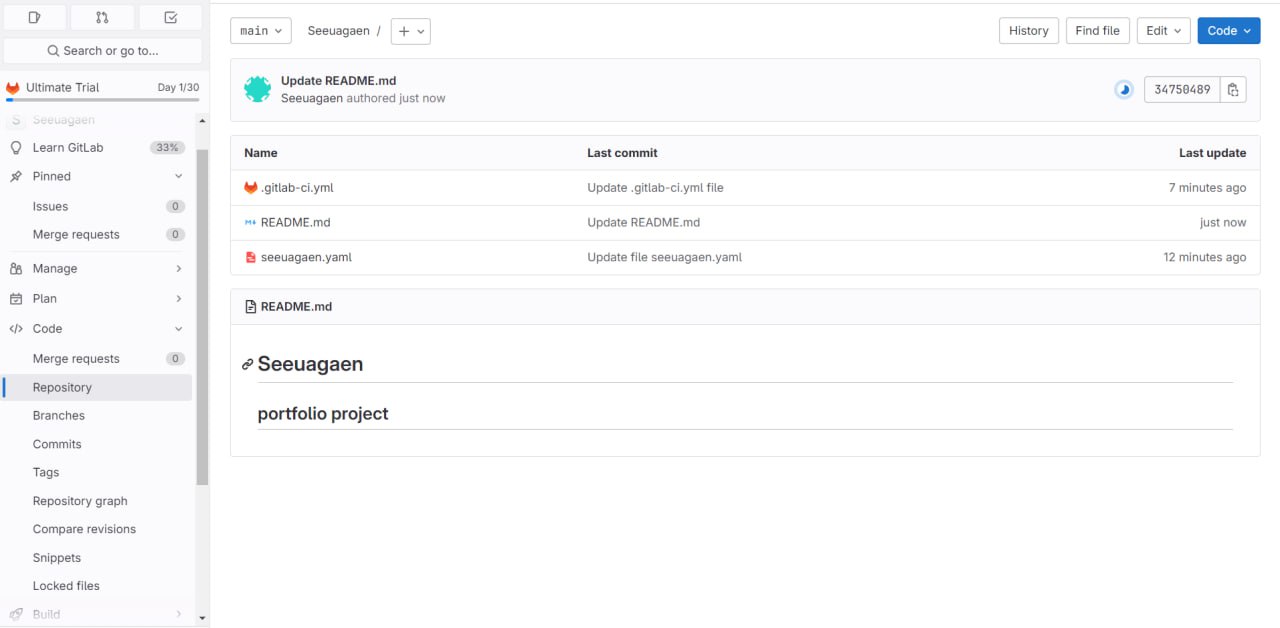 Search or go to...
Ultimate Trial Day 1/30
S Seeuagaen
Learn GitLab 33%
Pinned
Issues 0
Merge requests 0
Manage
Plan
Code
Merge requests 0
Repository
Branches
Commits
Tags
Repository graph
Compare revisions
Snippets
Locked files
Build
main Seeuagaen / + History Find file Edit Code
Update README.md
Seeuagaen authored just now
34750489
Name Last commit Last update
.gitlab-ci.yml Update .gitlab-ci.yml file 7 minutes ago
README.md Update README.md just now
seeuagaen.yaml Update file seeuagaen.yaml 12 minutes ago
README.md
Seeuagaen
portfolio project